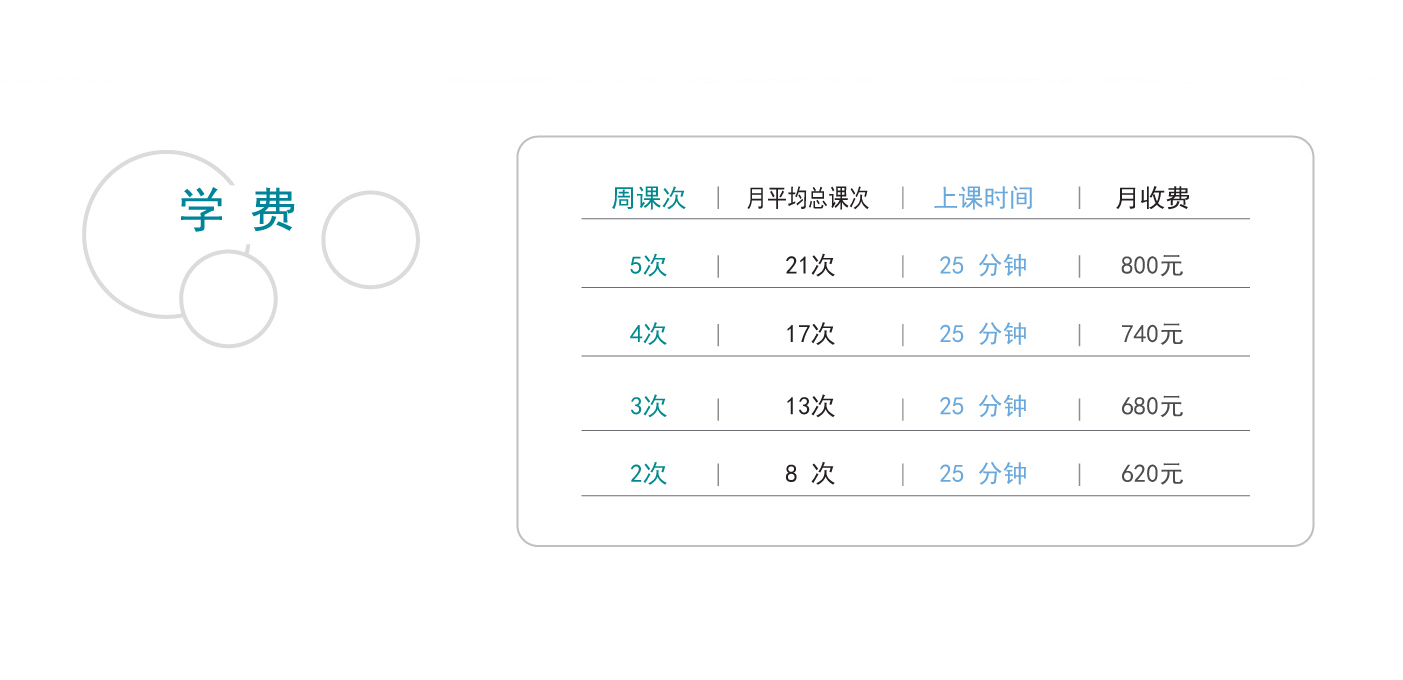 学 费
周课次 | 月平均总课次 | 上课时间 | 月收费
5次 | 21次 | 25 分钟 | 800元
4次 | 17次 | 25 分钟 | 740元
3次 | 13次 | 25 分钟 | 680元
2次 | 8 次 | 25 分钟 | 620元